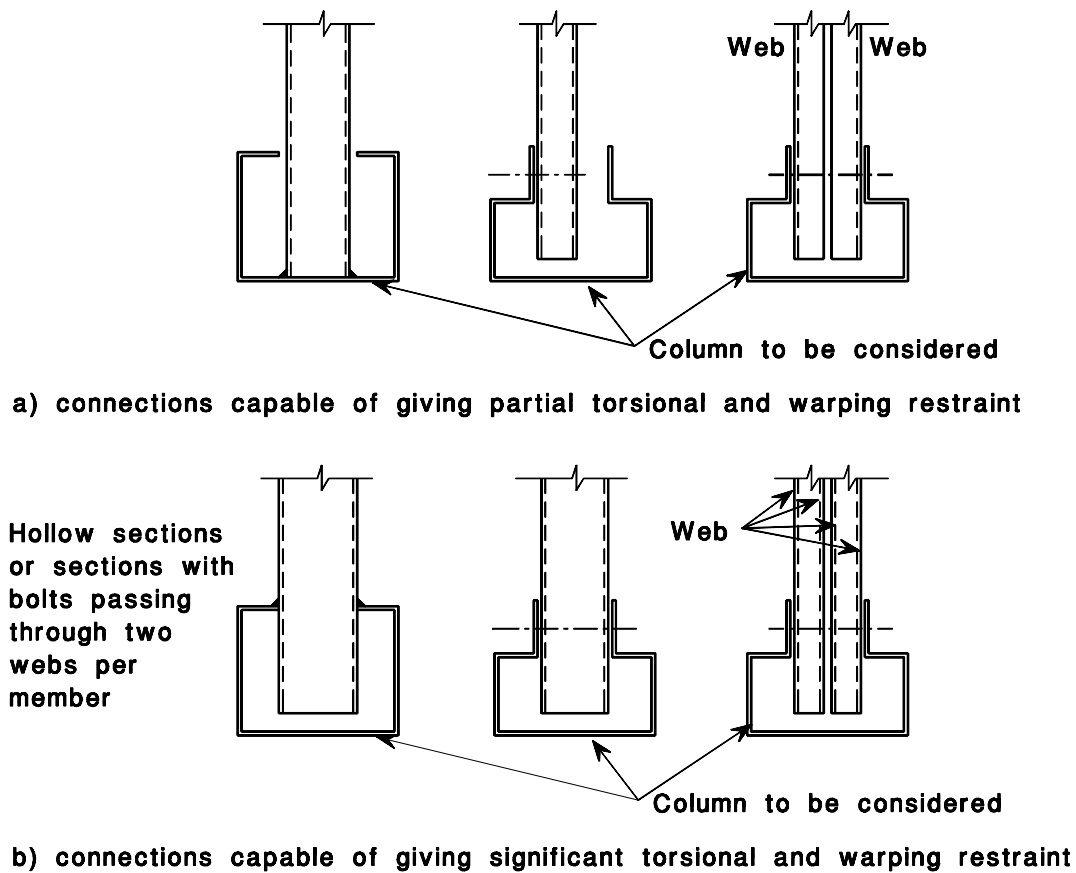 Web
Web
Column to be considered
a) connections capable of giving partial torsional and warping restraint
Hollow sections
or sections with
bolts passing
through two
webs per
member
Web
Column to be considered
b) connections capable of giving significant torsional and warping restraint